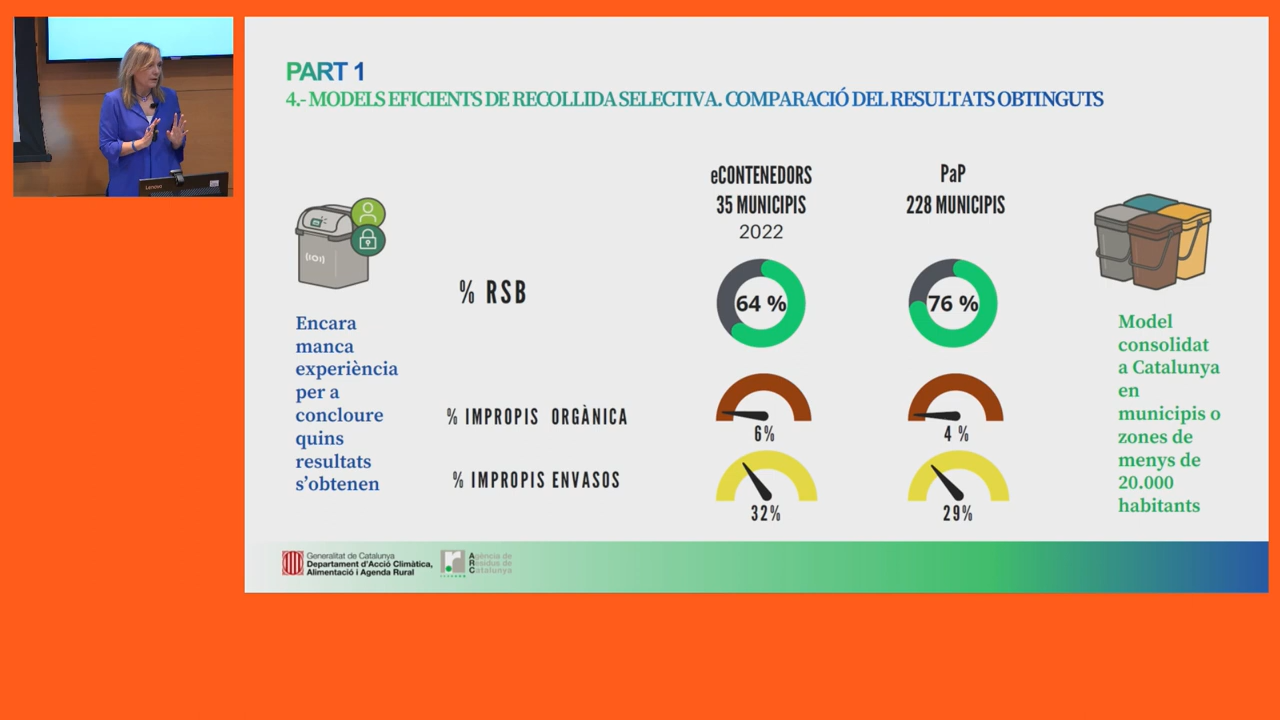 PART 1
4.- MODELS EFICIENTS DE RECOLLIDA SELECTIVA. COMPARACIÓ DEL RESULTATS OBTINGUTS
eCONTENEDORS
35 MUNICIPIS
2022
PaP
228 MUNICIPIS
% RSB
64 %
76 %
Encara
manca
experiència
per a
concloure
quins
resultats
s'obtenen
% IMPROPIS ORGÀNICA
6%
4 %
% IMPROPIS ENVASOS
32%
29%
Model
consolidat
a Catalunya
en
municipis o
zones de
menys de
20.000
habitants
Generalitat de Catalunya
Departament d'Acció Climàtica,
Alimentació i Agenda Rural
Agència de
Residus de
Catalunya
Lenovo